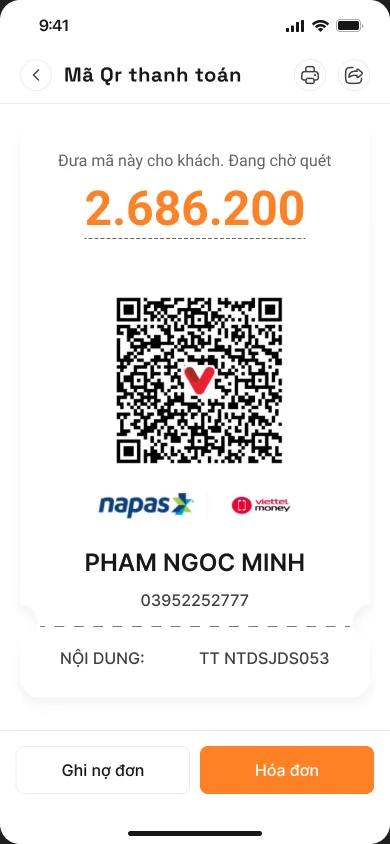 9:41
Mã Qr thanh toán
Đưa mã này cho khách. Đang chờ quét
2.686.200
napas
viettel
money
PHAM NGOC MINH
03952252777
NỘI DUNG: TT NTDSJDS053
Ghi nợ đơn
Hóa đơn